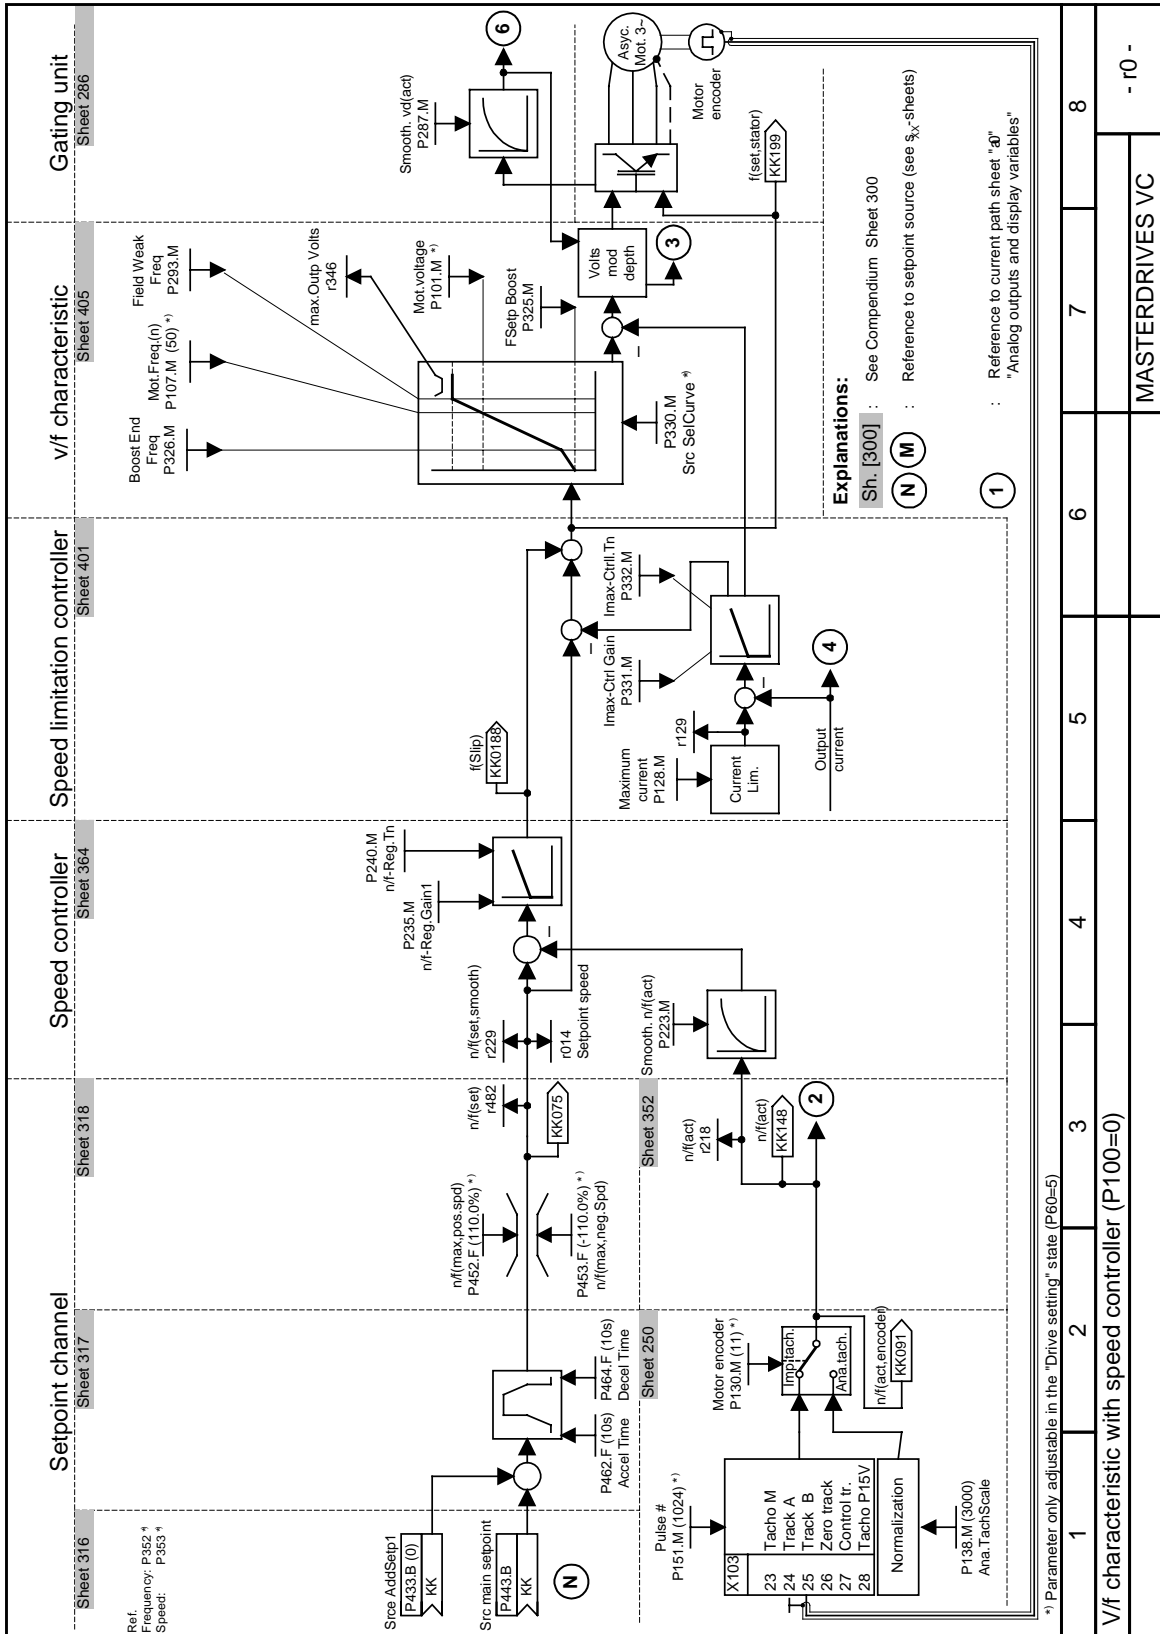 Setpoint channel
Speed controller
Speed limitation controller
v/f characteristic
Gating unit
Sheet 316
Sheet 317
Sheet 318
Sheet 364
Sheet 401
Sheet 405
Sheet 286
Ref.
Frequency: P352 *)
Speed: P353 *)
Srce AddSetp1
P433.B (0)
KK
Src main setpoint
P443.B
KK
N
P462.F (10s)
Accel Time
P464.F (10s)
Decel Time
n/f(max,pos.spd)
P452.F (110.0%) *)
P453.F (-110.0%) *)
n/f(max,neg.Spd)
n/f(set)
r482
KK075
n/f(set,smooth)
r229
r014
Setpoint speed
P235.M
n/f-Reg.Gain1
P240.M
n/f-Reg.Tn
–
Smooth. n/f(act)
P223.M
f(Slip)
KK0188
Maximum
current
P128.M
r129
Current
Lim.
–
Output
current
4
Imax-Ctrl Gain
P331.M
Imax-Ctrll.Tn
P332.M
–
Boost End
Freq
P326.M
Mot.Freq.(n)
P107.M (50) *)
Field Weak
Freq
P293.M
max.Outp Volts
r346
Mot.voltage
P101.M *)
FSetp Boost
P325.M
P330.M
Src SelCurve *)
–
Volts
mod
depth
3
Smooth. vd(act)
P287.M
6
Asyc.
Mot. 3~
Motor
encoder
f(set,stator)
KK199
Sheet 250
Sheet 352
Pulse #
P151.M (1024) *)
X103
23 Tacho M
24 Track A
25 Track B
26 Zero track
27 Control tr.
28 Tacho P15V
Normalization
P138.M (3000)
Ana.TachScale
Motor encoder
P130.M (11) *)
Imp.tach.
Ana.tach.
n/f(act,encoder)
KK091
n/f(act)
r218
n/f(act)
KK148
2
Explanations:
Sh. [300] : See Compendium Sheet 300
N M : Reference to setpoint source (see sxx-sheets)
1 : Reference to current path sheet "a0"
"Analog outputs and display variables"
*) Parameter only adjustable in the "Drive setting" state (P60=5)
1 2 3 4 5 6 7 8
V/f characteristic with speed controller (P100=0)
MASTERDRIVES VC
- r0 -